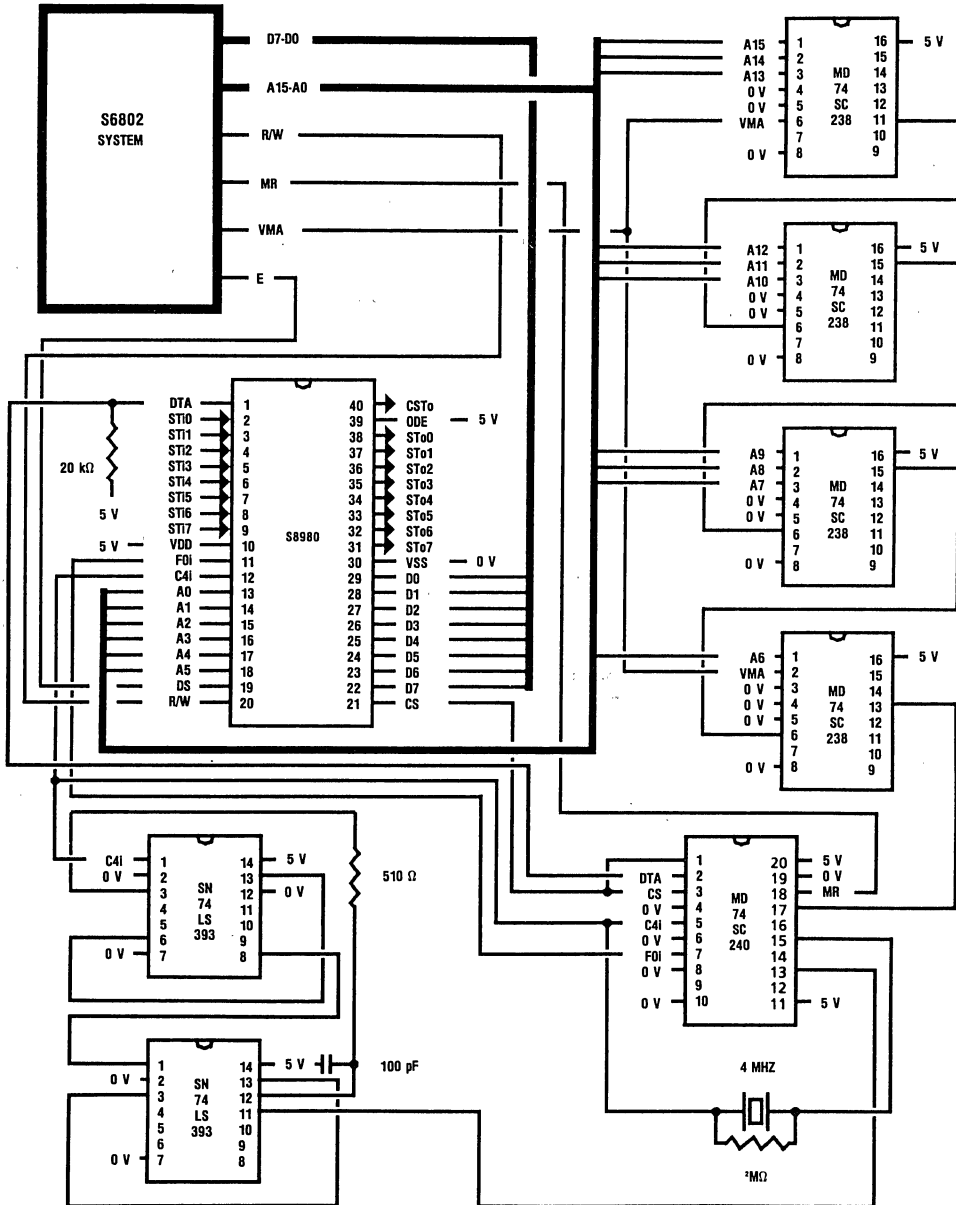 S6802
SYSTEM
D7-D0
A15-A0
R/W
MR
VMA
E
A15 1 16 5 V
A14 2 15
A13 3 14
0 V 4 13
0 V 5 12
VMA 6 11
7 10
0 V 8 9
MD
74
SC
238
A12 1 16 5 V
A11 2 15
A10 3 14
0 V 4 13
0 V 5 12
6 11
7 10
0 V 8 9
MD
74
SC
238
A9 1 16 5 V
A8 2 15
A7 3 14
0 V 4 13
0 V 5 12
6 11
7 10
0 V 8 9
MD
74
SC
238
A6 1 16 5 V
VMA 2 15
0 V 3 14
0 V 4 13
0 V 5 12
6 11
7 10
0 V 8 9
MD
74
SC
238
20 kΩ
5 V
DTA 1 40 CSTo
STi0 2 39 ODE 5 V
STi1 3 38 STo0
STi2 4 37 STo1
STi3 5 36 STo2
STi4 6 35 STo3
STi5 7 34 STo4
STi6 8 33 STo5
STi7 9 32 STo6
5 V VDD 10 31 STo7
F0i 11 30 VSS 0 V
C4i 12 29 D0
A0 13 28 D1
A1 14 27 D2
A2 15 26 D3
A3 16 25 D4
A4 17 24 D5
A5 18 23 D6
DS 19 22 D7
R/W 20 21 CS
S8980
C4i 1 14 5 V
0 V 2 13
3 12 0 V
4 11
5 10
6 9
0 V 7 8
SN
74
LS
393
510 Ω
1 14 5 V
0 V 2 13
3 12
4 11
5 10
6 9
0 V 7 8
SN
74
LS
393
100 pF
1 20 5 V
DTA 2 19 0 V
CS 3 18 MR
0 V 4 17
C4i 5 16
0 V 6 15
F0i 7 14
0 V 8 13
9 12
0 V 10 11 5 V
MD
74
SC
240
4 MHZ
2MΩ